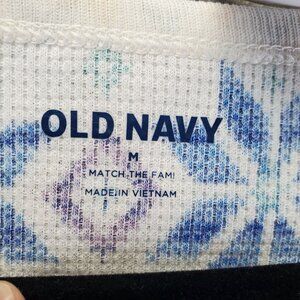 OLD NAVY
M
MATCH THE FAM!
MADE IN VIETNAM